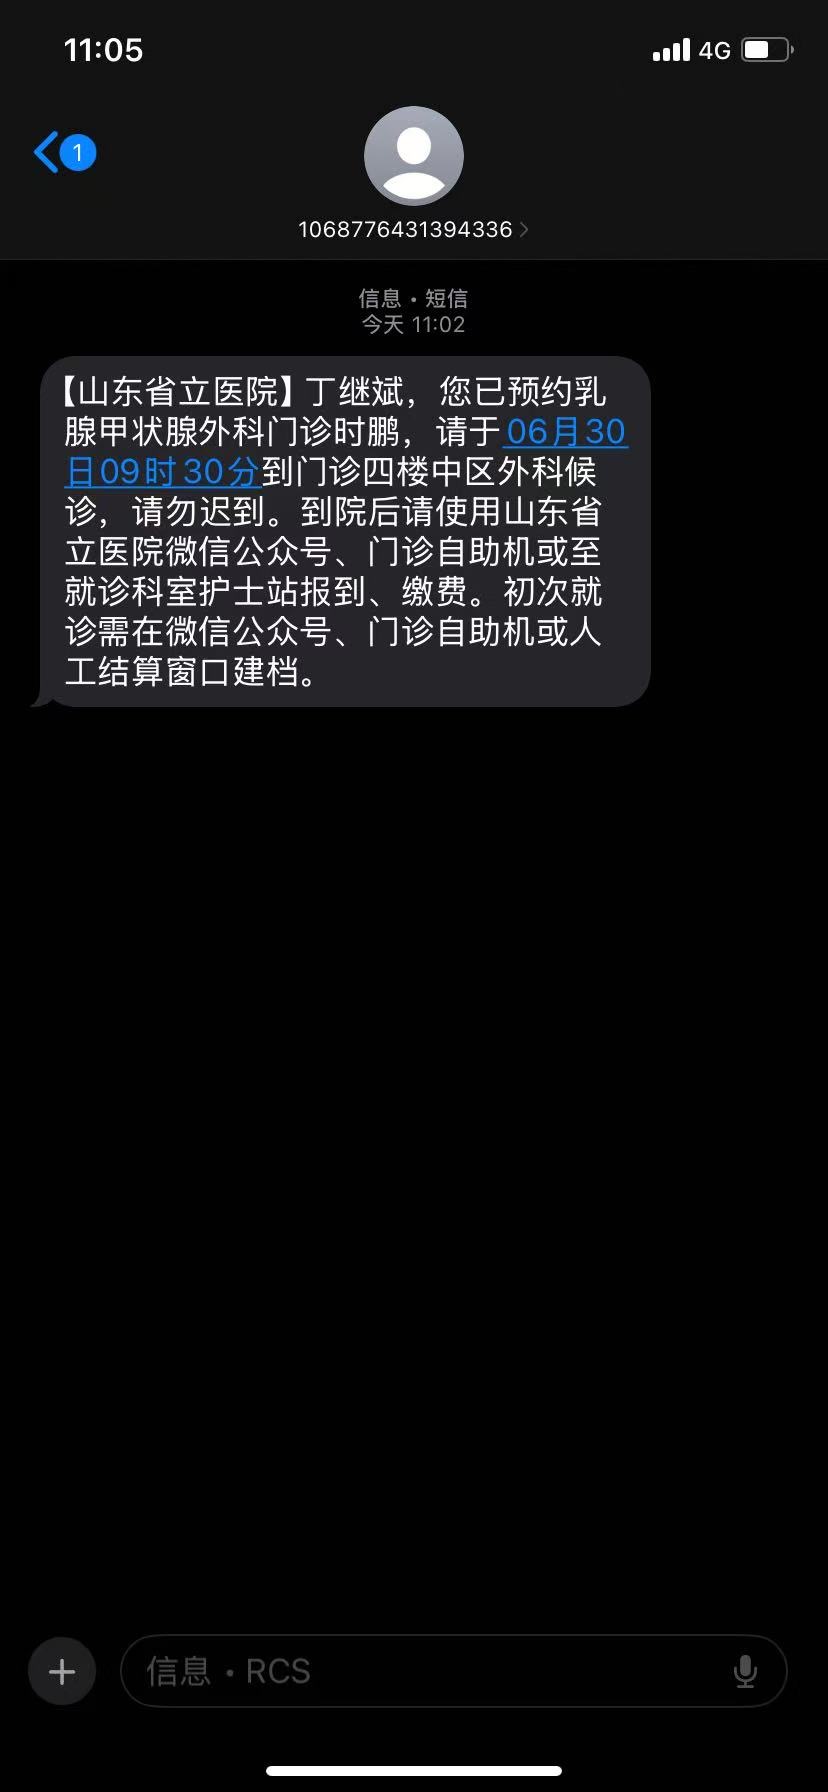 11:05
4G
1
1068776431394336
信息・短信
今天 11:02
【山东省立医院】丁继斌，您已预约乳
腺甲状腺外科门诊时鹏，请于06月30
日09时30分到门诊四楼中区外科候
诊，请勿迟到。到院后请使用山东省
立医院微信公众号、门诊自助机或至
就诊科室护士站报到、缴费。初次就
诊需在微信公众号、门诊自助机或人
工结算窗口建档。
信息・RCS